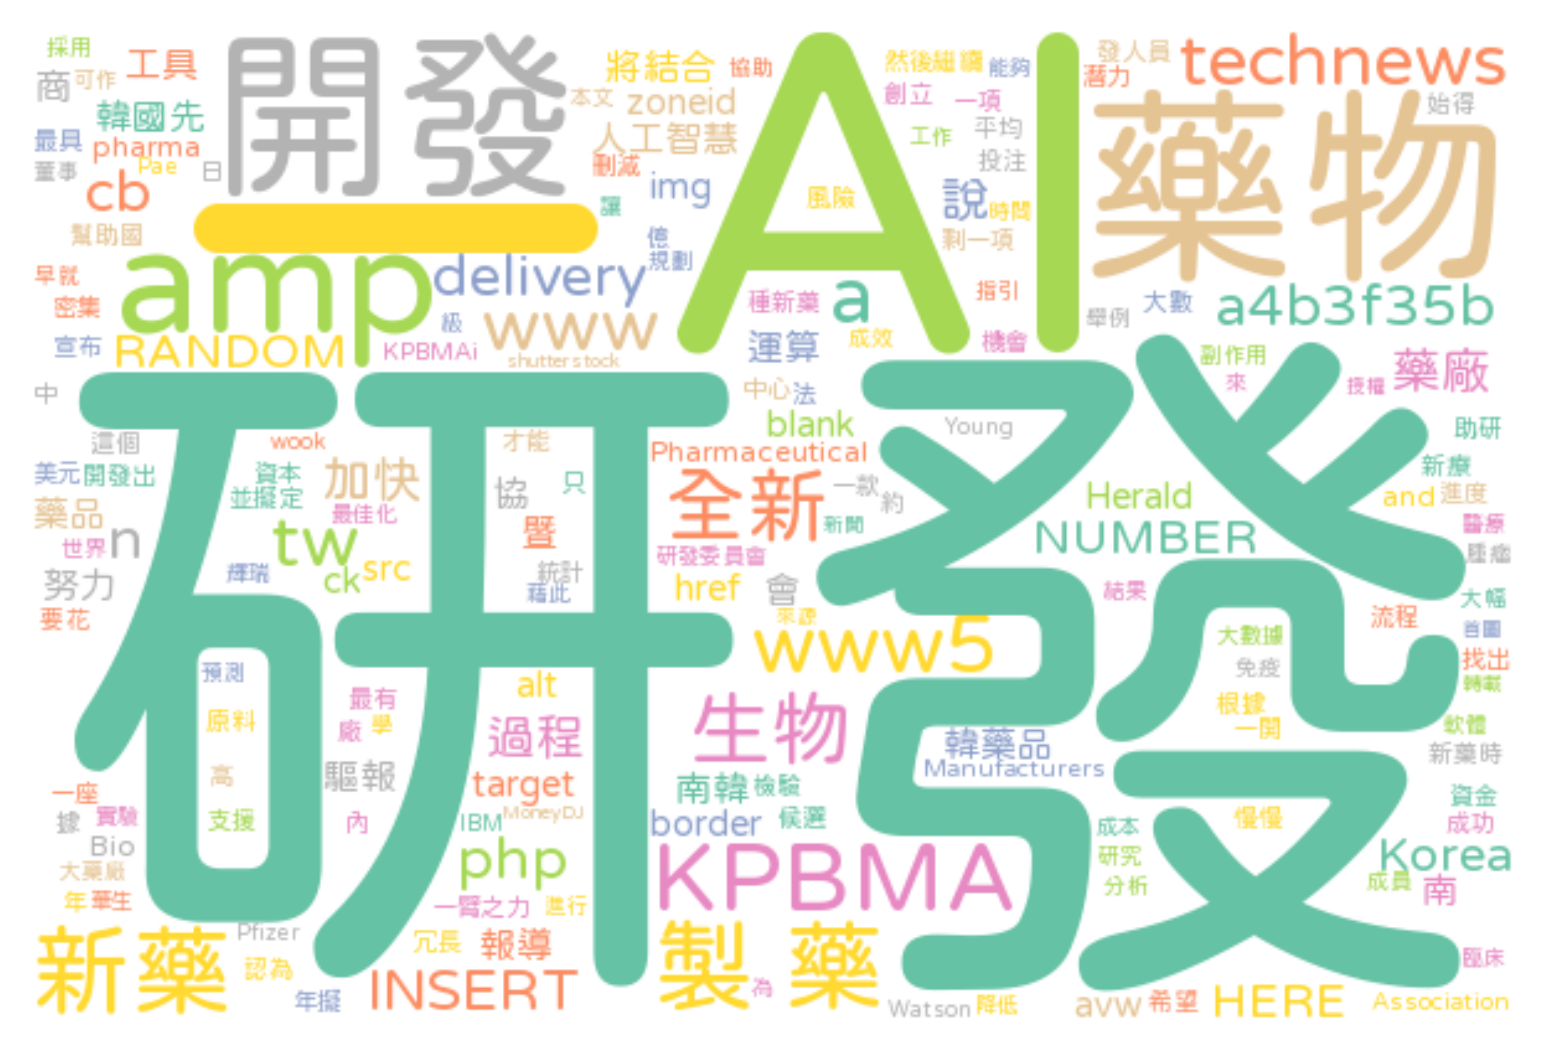 採用
工具
商
可作
韓國先
最具
pharma
董事
Pae
日
cb
幫助國
早就
密集
宣布
開發
一
amp
RANDOM
KPBMAi
delivery
級
www
shutterstock
將結合
協助
本文
zoneid
人工智慧
刪減
img
讓
億
規劃
AI
風險
種新藥
a
運算
成效
然後繼續
能夠
創立
一項
工作
平均
投注
說
時間
剩一項
指引
機會
發人員
潛力
technews
始得
藥物
舉例
大數
a4b3f35b
副作用
來
授權
藥廠
中
研發
這個
wook
才能
美元
開發出
資本
並擬定
加快
最佳化
協
只
藥品
世界
n
tw
暨
努力
輝瑞
ck
src
統計
藉此
要花
中心
法
blank
Pharmaceutical
全新
一款
約
新聞
研發委員會
href
會
來源
www5
Young
Herald
NUMBER
助研
新療
and
進度
醫療
腫瘤
結果
大幅
流程
首圖
大數據
找出
免疫
轉載
根據
一開
軟體
新藥時
預測
原料
高
支援
最有
廠
學
alt
過程
生物
韓藥品
Manufacturers
驅報
target
南韓
檢驗
一座
據
實驗
內
IBM
MoneyDJ
border
候選
慢慢
資金
成本
成功
Bio
php
KPBMA
研究
Korea
大藥廠
分析
成員
南
年
華生
一臂之力
進行
新藥
Pfizer
認為
冗長
報導
製藥
臨床
年擬
INSERT
為
Watson
降低
avw
希望
HERE
Association